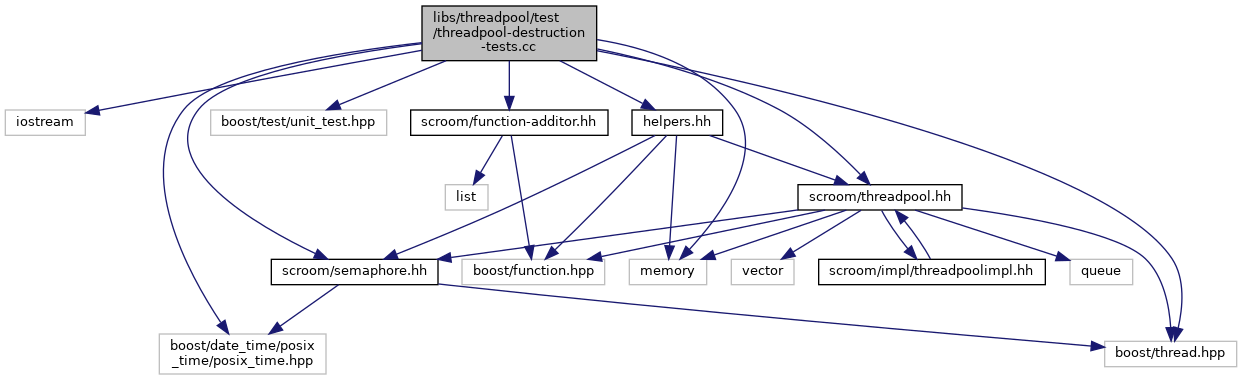 libs/threadpool/test
/threadpool-destruction
-tests.cc
iostream
boost/test/unit_test.hpp
scroom/function-additor.hh
helpers.hh
list
scroom/threadpool.hh
scroom/semaphore.hh
boost/function.hpp
memory
vector
scroom/impl/threadpoolimpl.hh
queue
boost/date_time/posix
_time/posix_time.hpp
boost/thread.hpp